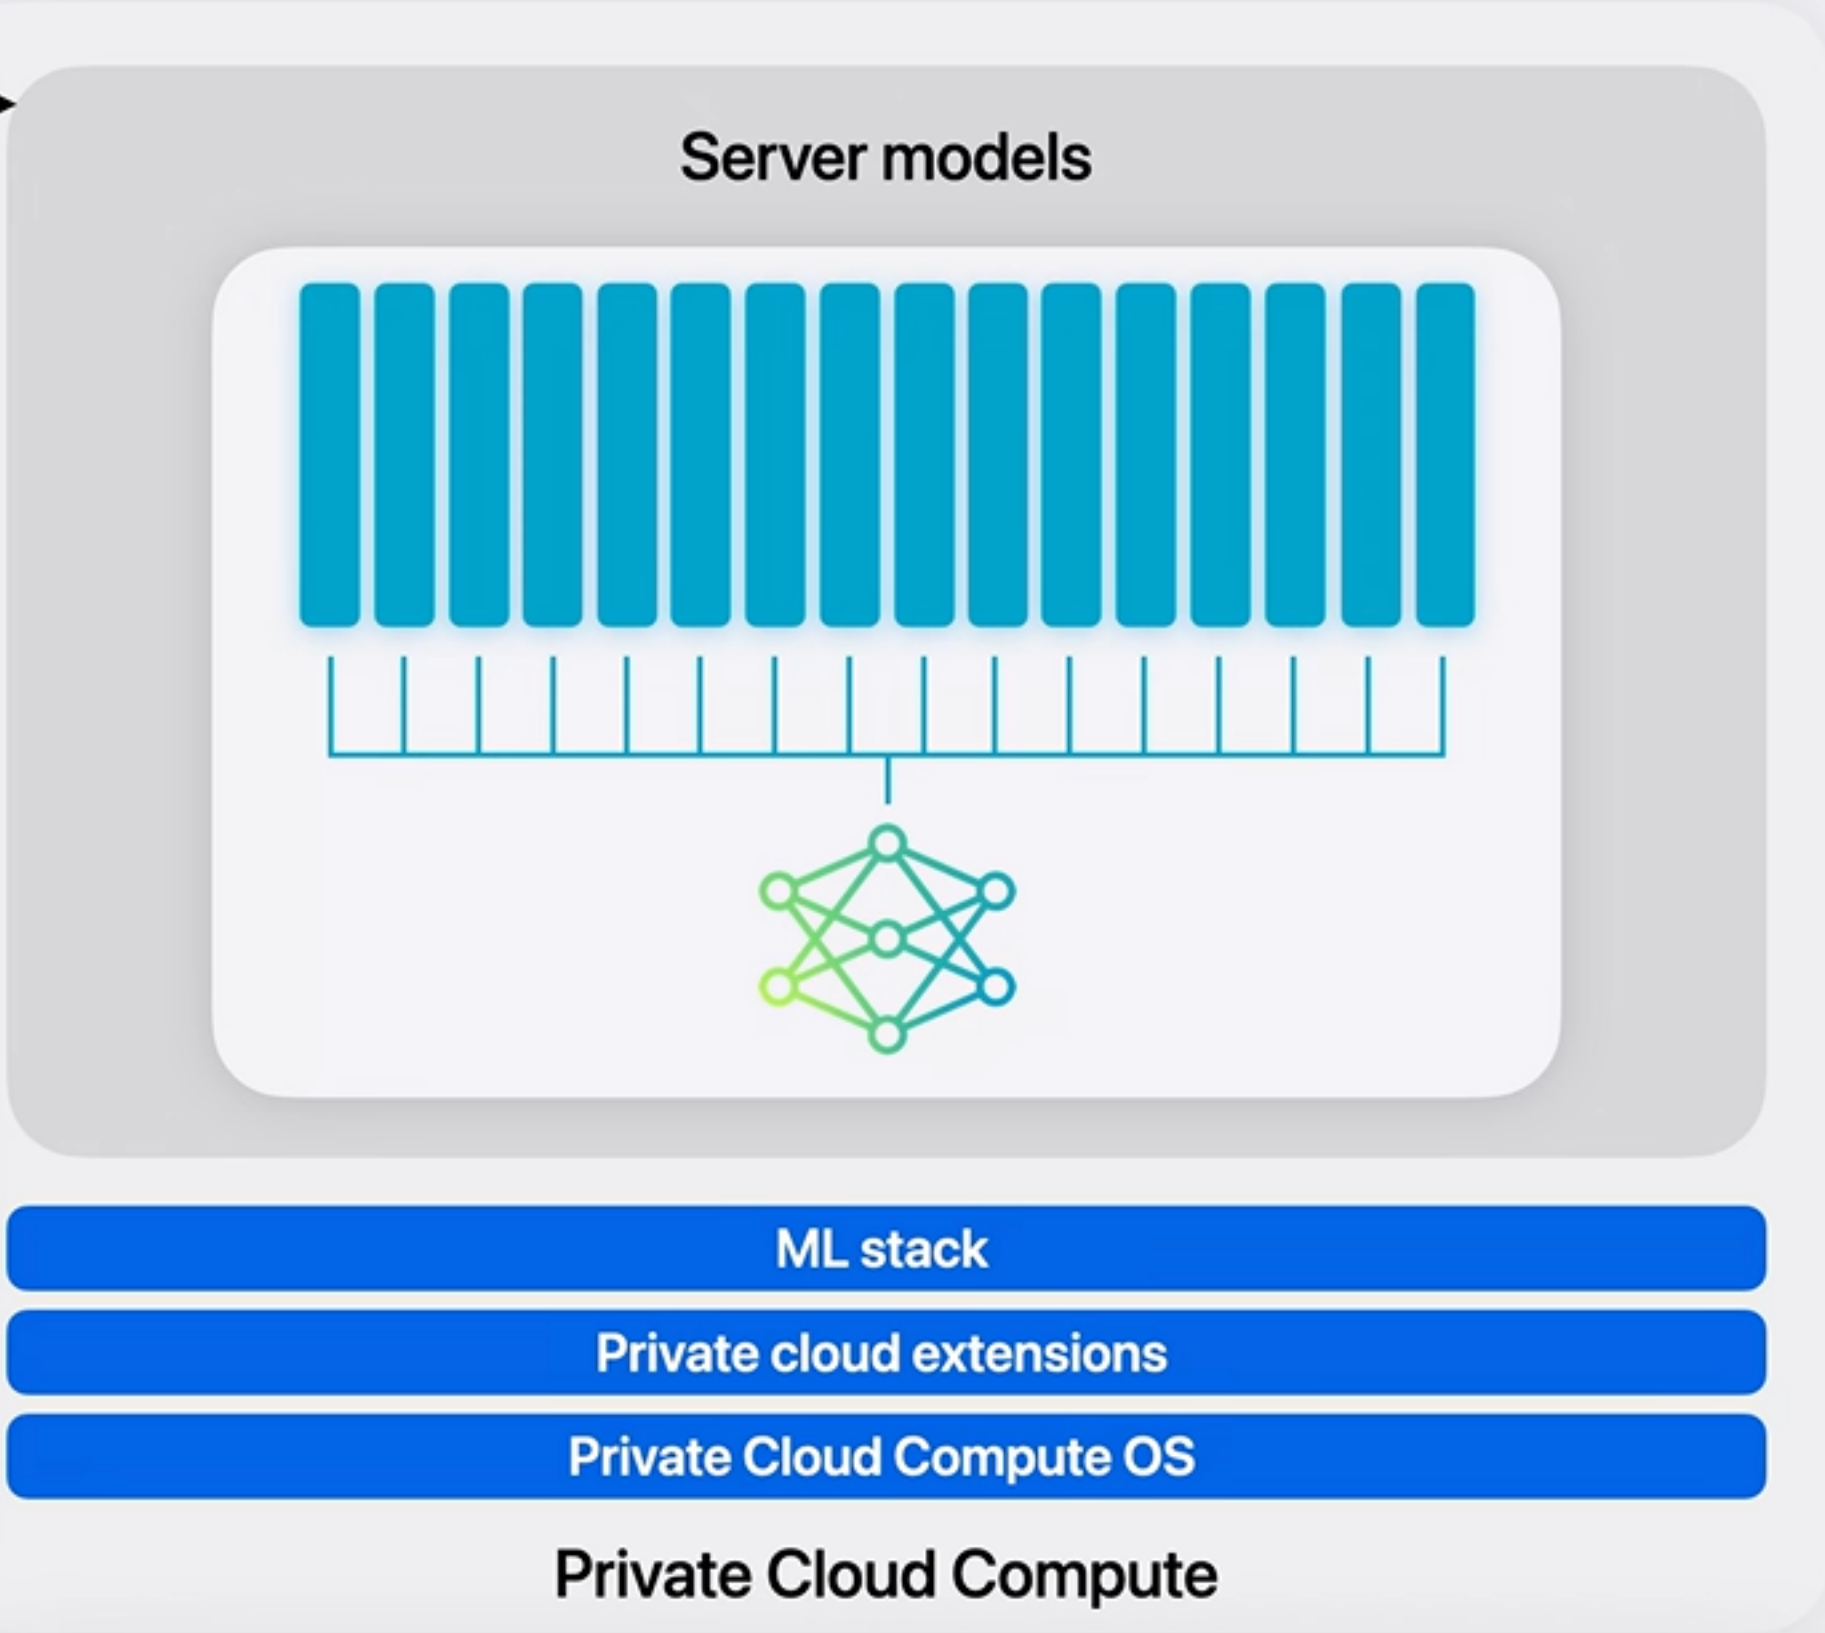 Server models
ML stack
Private cloud extensions
Private Cloud Compute OS
Private Cloud Compute